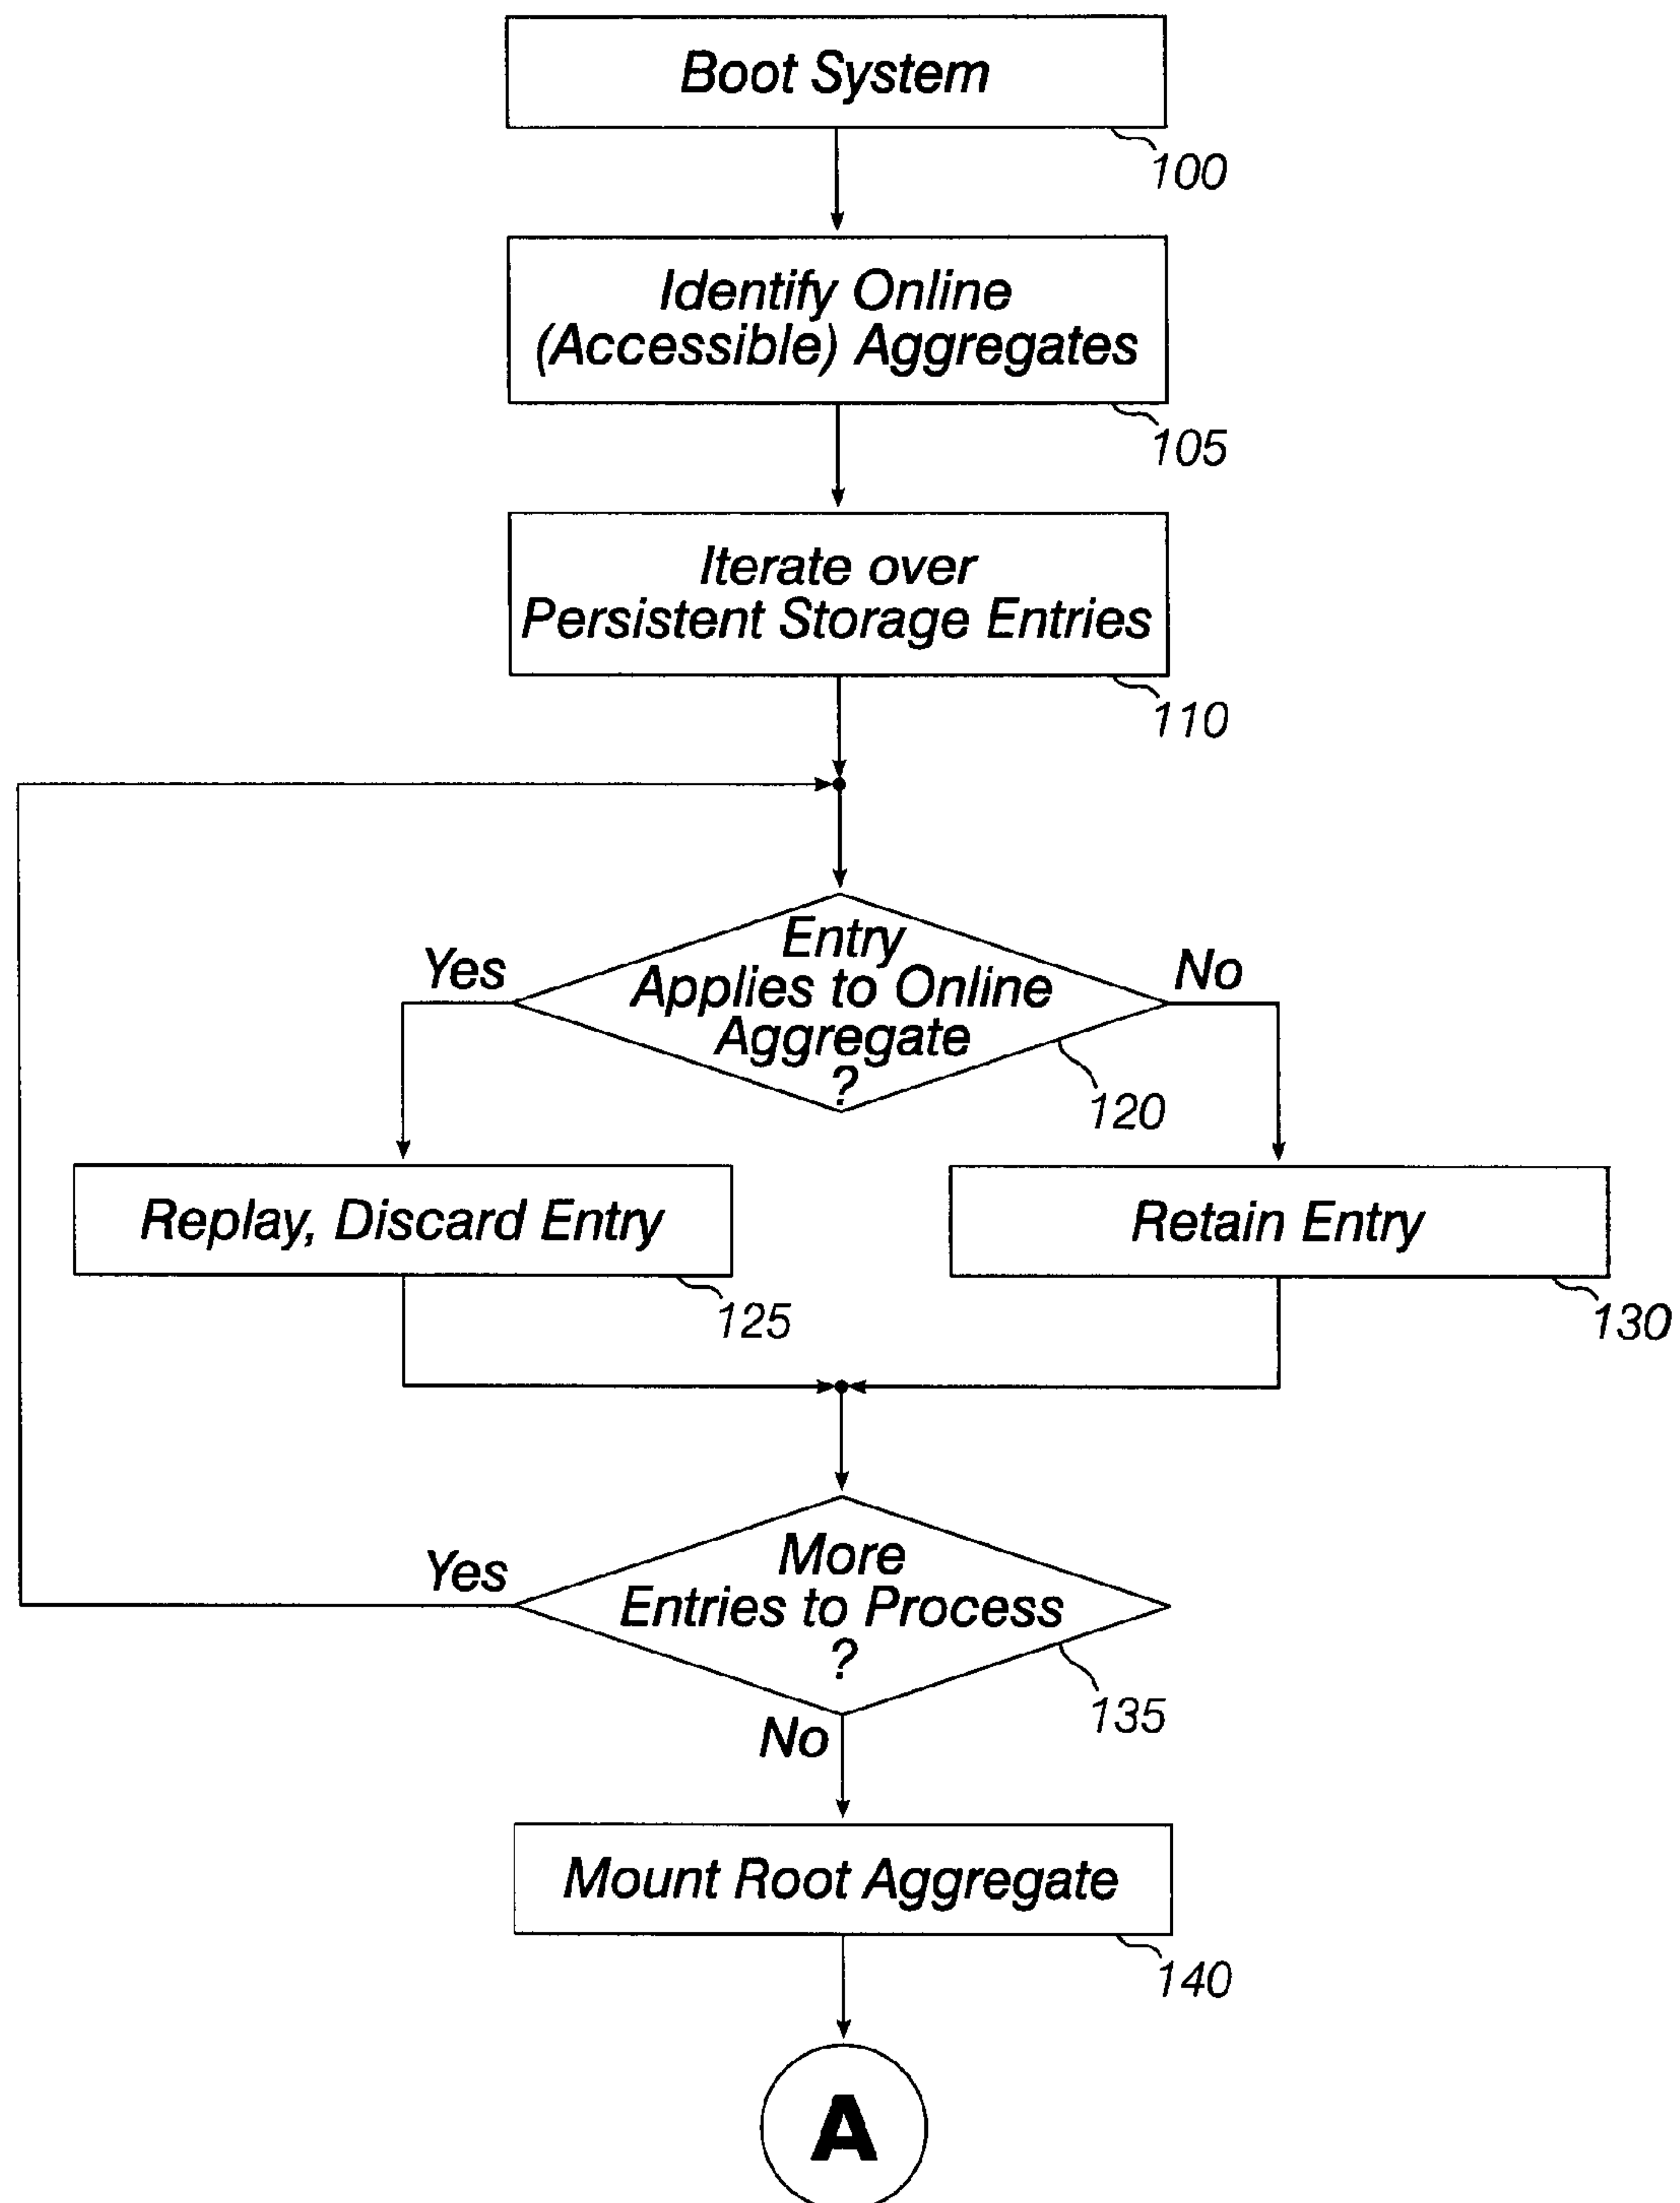 Boot System
100
Identify Online
(Accessible) Aggregates
105
Iterate over
Persistent Storage Entries
110
Entry
Applies to Online
Aggregate
?
Yes
No
120
Replay, Discard Entry
125
Retain Entry
130
More
Entries to Process
?
Yes
135
No
Mount Root Aggregate
140
A